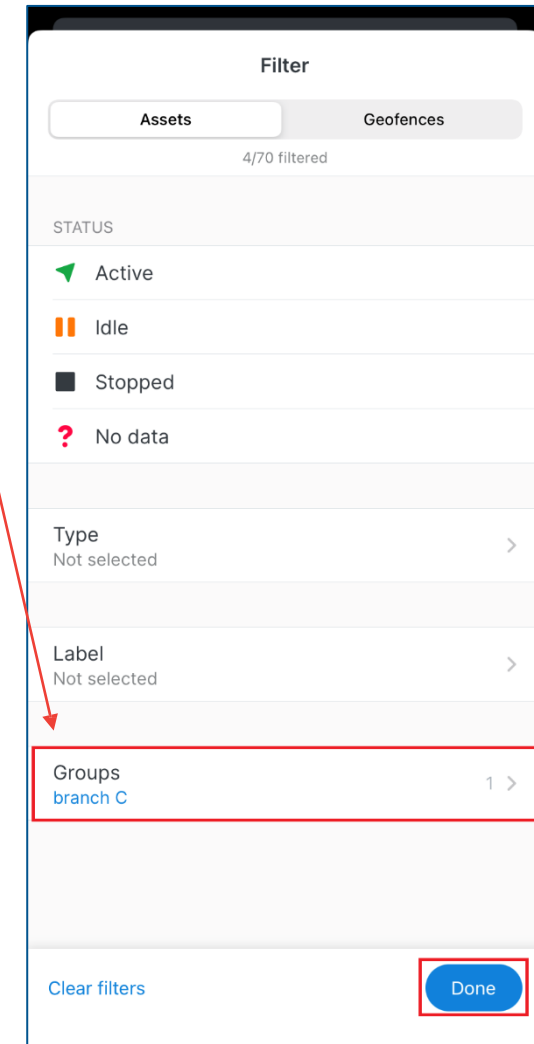 Filter
Assets
Geofences
4/70 filtered
STATUS
Active
Idle
Stopped
? No data
Type
Not selected
Label
Not selected
Groups
1
branch C
Clear filters
Done